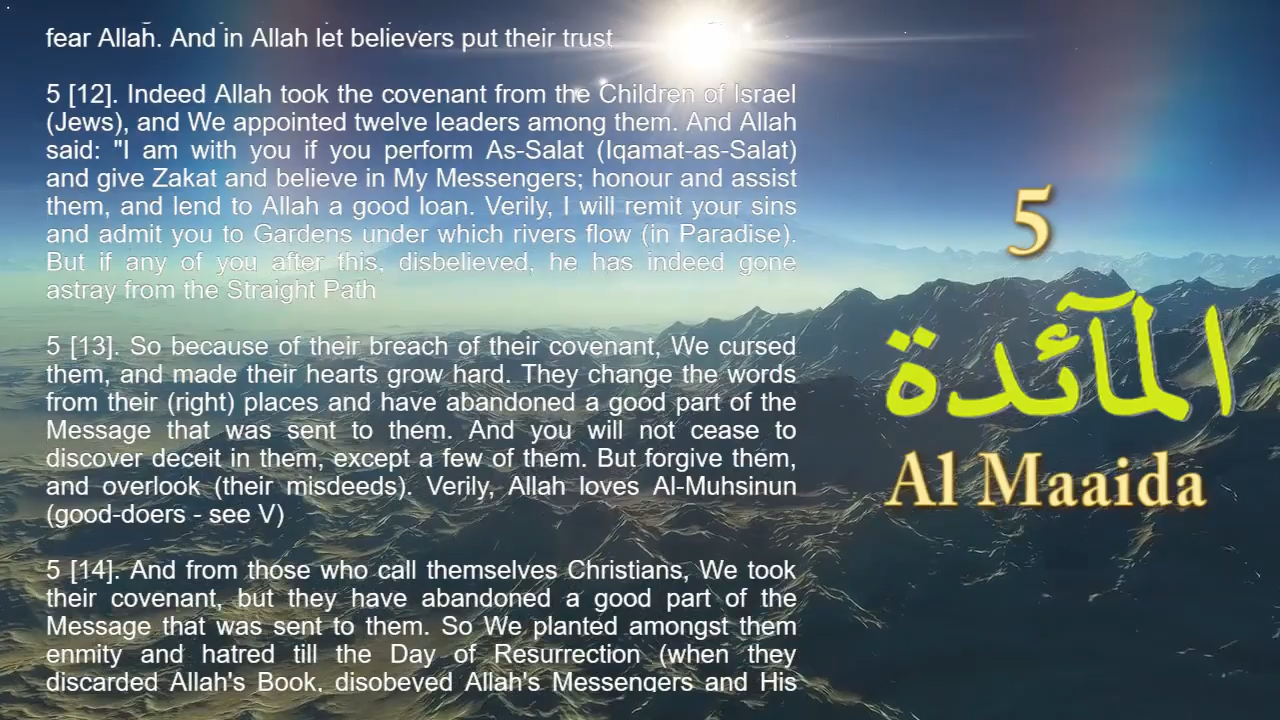 fear Allah. And in Allah let believers put their trust
5 [12]. Indeed Allah took the covenant from the Children of Israel
(Jews), and We appointed twelve leaders among them. And Allah
said: "I am with you if you perform As-Salat (Iqamat-as-Salat)
and give Zakat and believe in My Messengers; honour and assist
them, and lend to Allah a good loan. Verily, I will remit your sins
and admit you to Gardens under which rivers flow (in Paradise).
But if any of you after this, disbelieved, he has indeed gone
astray from the Straight Path
5 [13]. So because of their breach of their covenant, We cursed
them, and made their hearts grow hard. They change the words
from their (right) places and have abandoned a good part of the
Message that was sent to them. And you will not cease to
discover deceit in them, except a few of them. But forgive them,
and overlook (their misdeeds). Verily, Allah loves Al-Muhsinun
(good-doers - see V)
5 [14]. And from those who call themselves Christians, We took
their covenant, but they have abandoned a good part of the
Message that was sent to them. So We planted amongst them
enmity and hatred till the Day of Resurrection (when they
discarded Allah's Book, disobeyed Allah's Messengers and His
5
المآئدة
Al Maaida